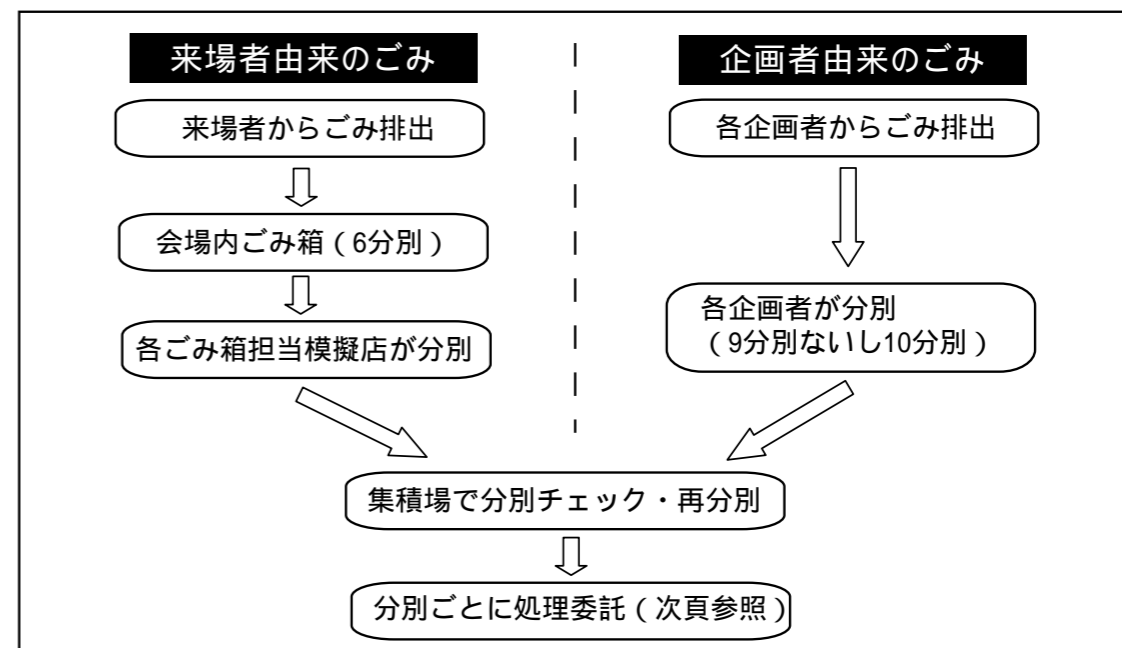 来場者由来のごみ
来場者からごみ排出
会場内ごみ箱（6分別）
各ごみ箱担当模擬店が分別
企画者由来のごみ
各企画者からごみ排出
各企画者が分別
（9分別ないし10分別）
集積場で分別チェック・再分別
分別ごとに処理委託（次頁参照）